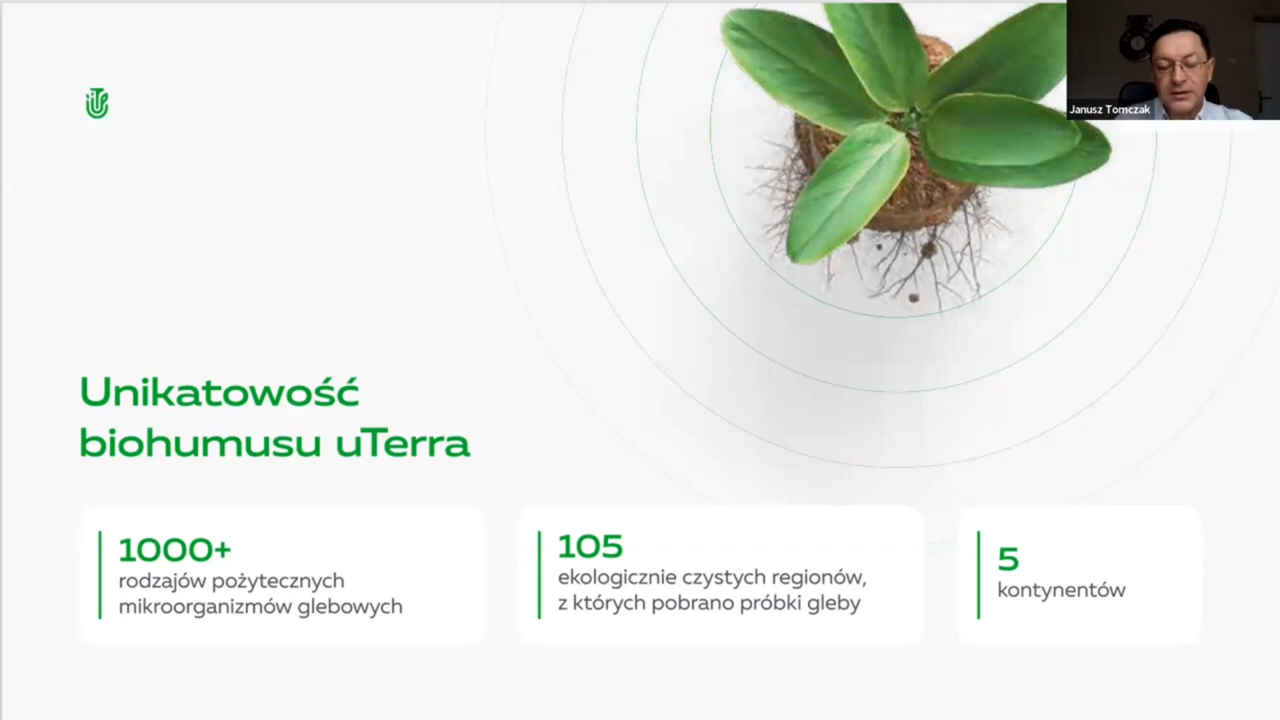 Janusz Tomczak
Unikatowość
biohumusu uTerra
1000+
rodzajów pożytecznych
mikroorganizmów glebowych
105
ekologicznie czystych regionów,
z których pobrano próbki gleby
5
kontynentów